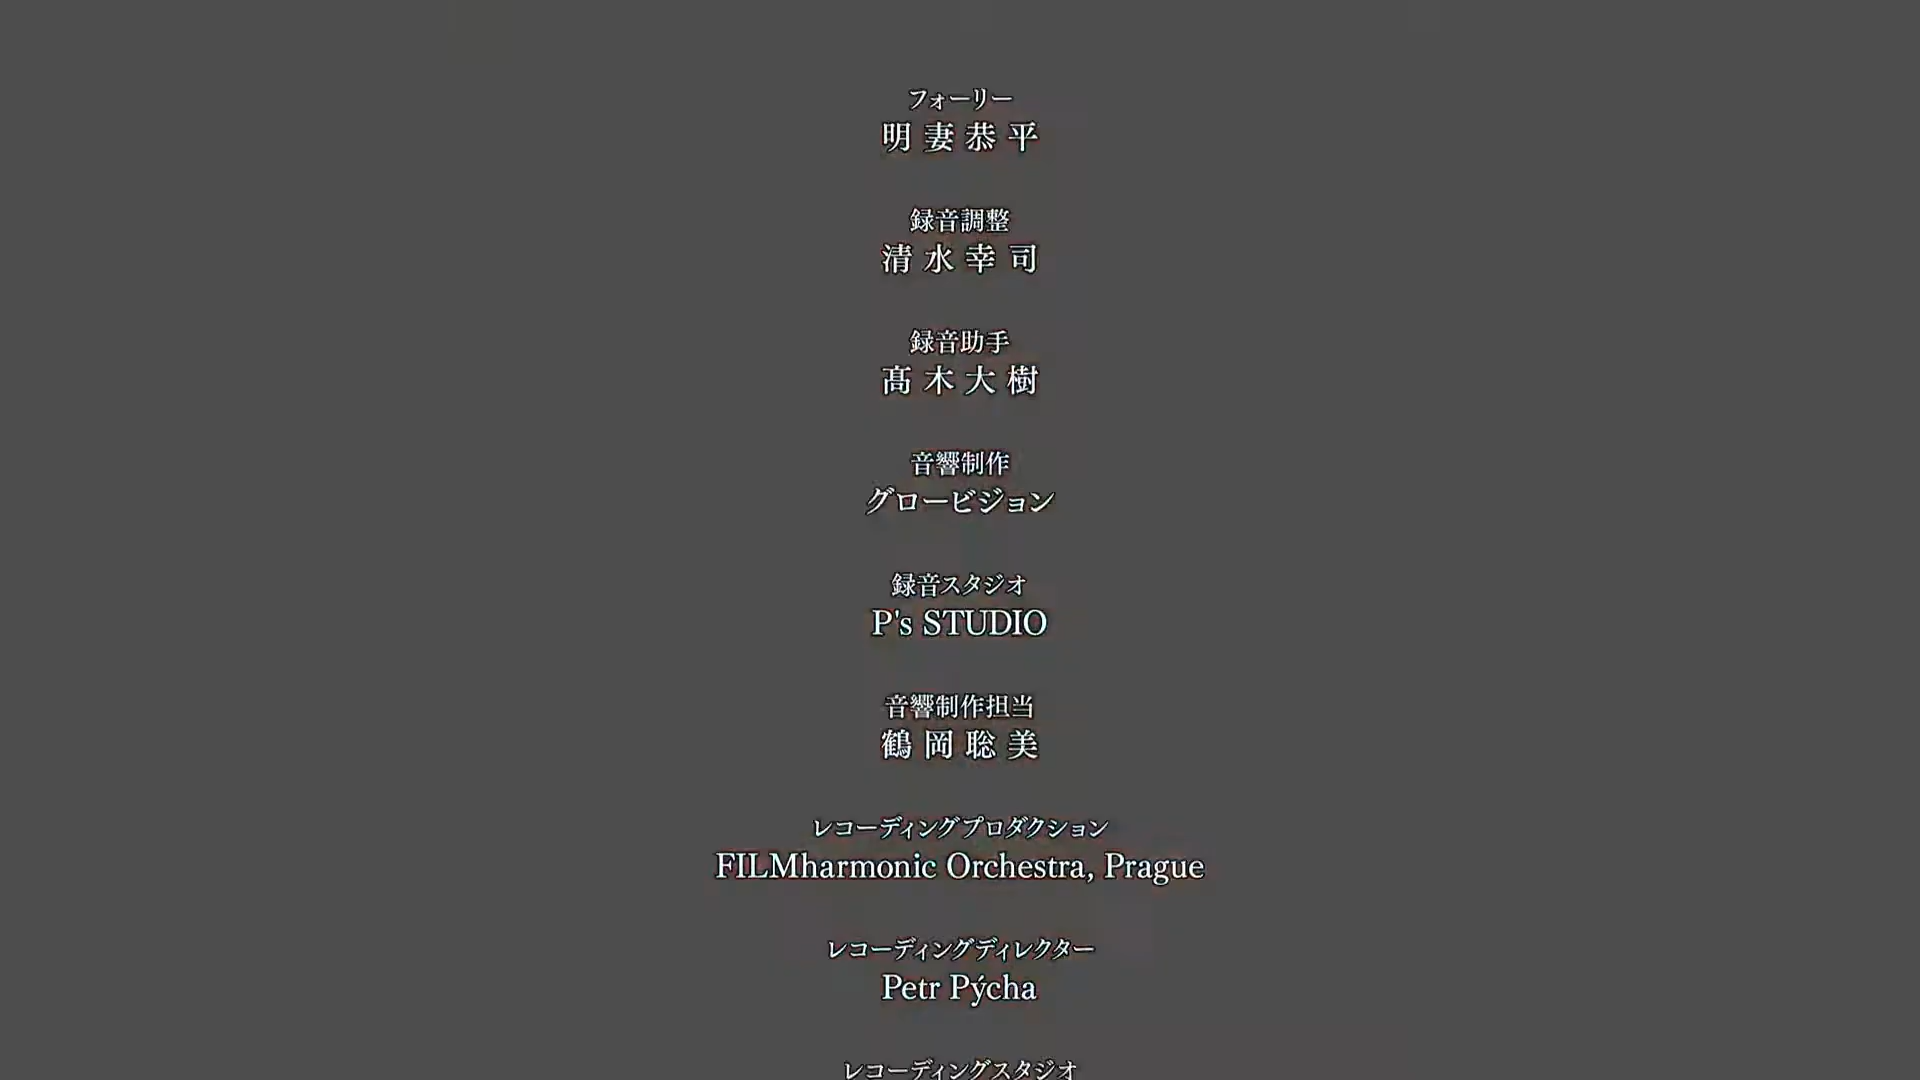 フォーリー
明妻恭平
録音調整
清水幸司
録音助手
髙木大樹
音響制作
グロービジョン
録音スタジオ
P's STUDIO
音響制作担当
鶴岡聡美
レコーディングプロダクション
FILMharmonic Orchestra, Prague
レコーディングディレクター
Petr Pýcha
レコーディングスタジオ